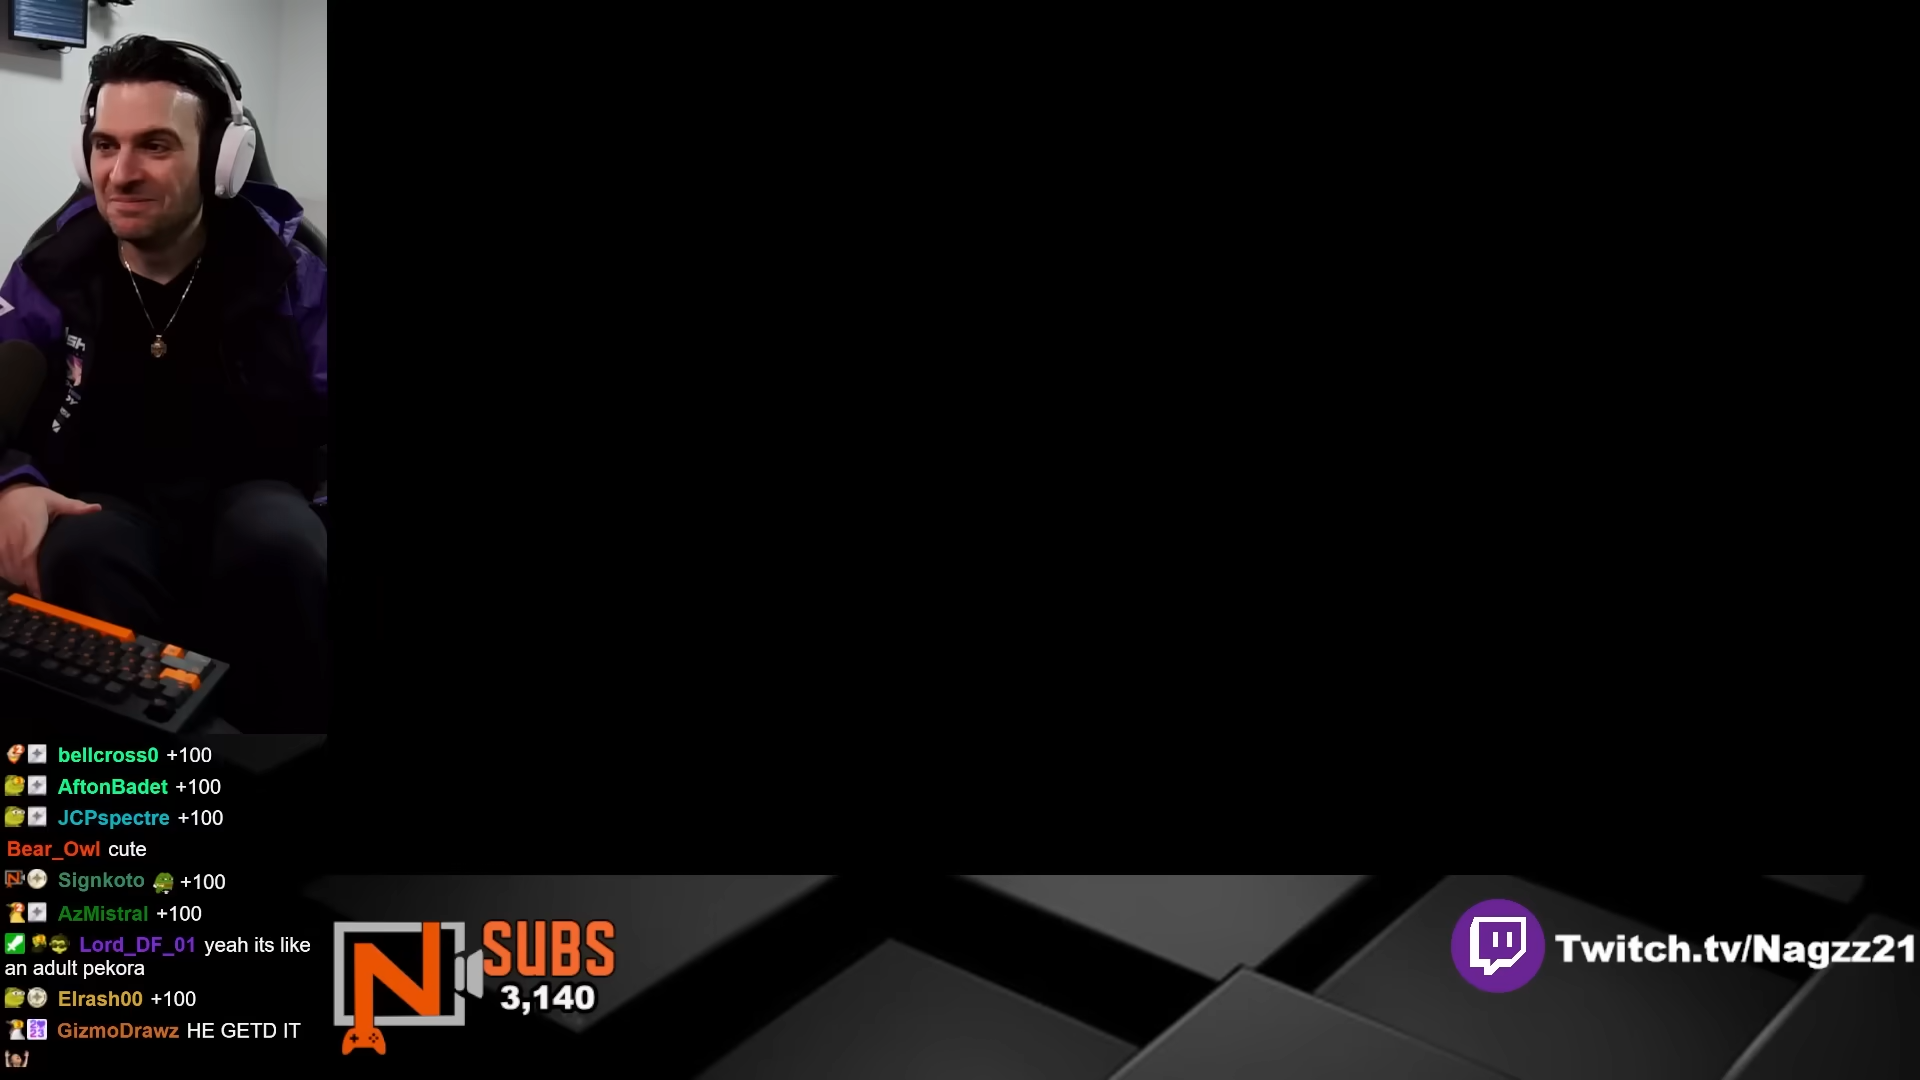 bellcross0 +100
AftonBadet +100
JCPspectre +100
Bear_Owl cute
Signkoto +100
AzMistral +100
Lord_DF_01 yeah its like
an adult pekora
Elrash00 +100
GizmoDrawz HE GETD IT
N SUBS
3,140
Twitch.tv/Nagzz21